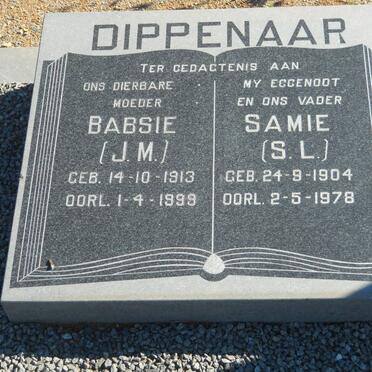 DIPPENAAR
TER GEDAGTENIS AAN
ONS DIERBARE
MOEDER
BABSIE
(J.M.)
GEB. 14-10-1913
OORL. 1-4-1999
MY EGGENOOT
EN ONS VADER
SAMIE
(S.L.)
GEB. 24-9-1904
OORL. 2-5-1978